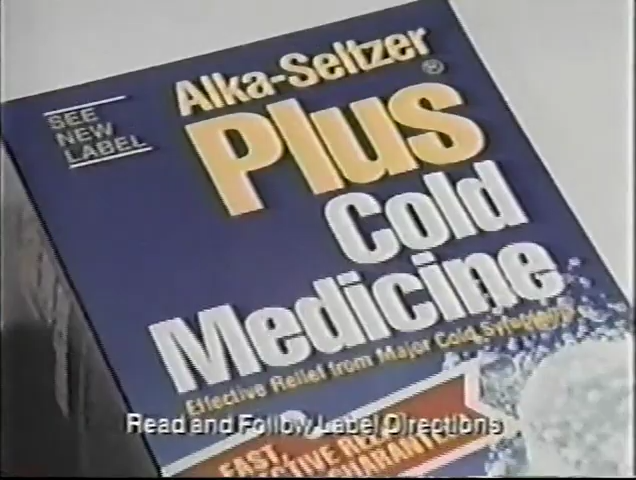 SEE
NEW
LABEL
Alka-Seltzer®
Plus
Cold
Medicine
Effective Relief from Major Cold Symptoms
Read and Follow Label Directions
FAST,